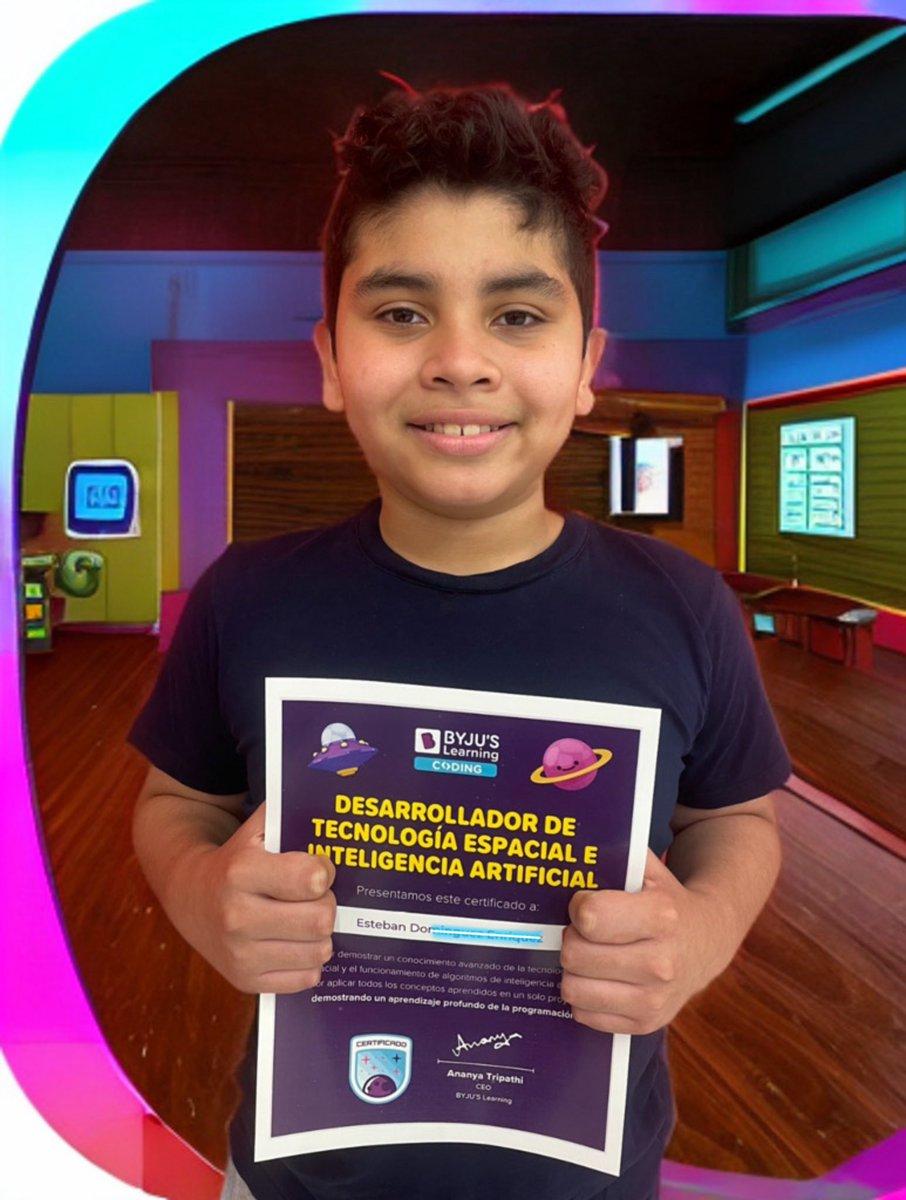 BYJU'S
Learning
CODING
DESARROLLADOR DE
TECNOLOGÍA ESPACIAL E
INTELIGENCIA ARTIFICIAL
Presentamos este certificado a:
Esteban
demostrar un conocimiento avanzado de la
y el funcionamiento de algoritmos de inteligencia
aplicar todos los conceptos aprendidos en un solo
demostrando un aprendizaje profundo de la programación
CERTIFICADO
Ananya
Ananya Tripathi
CEO
BYJU'S Learning